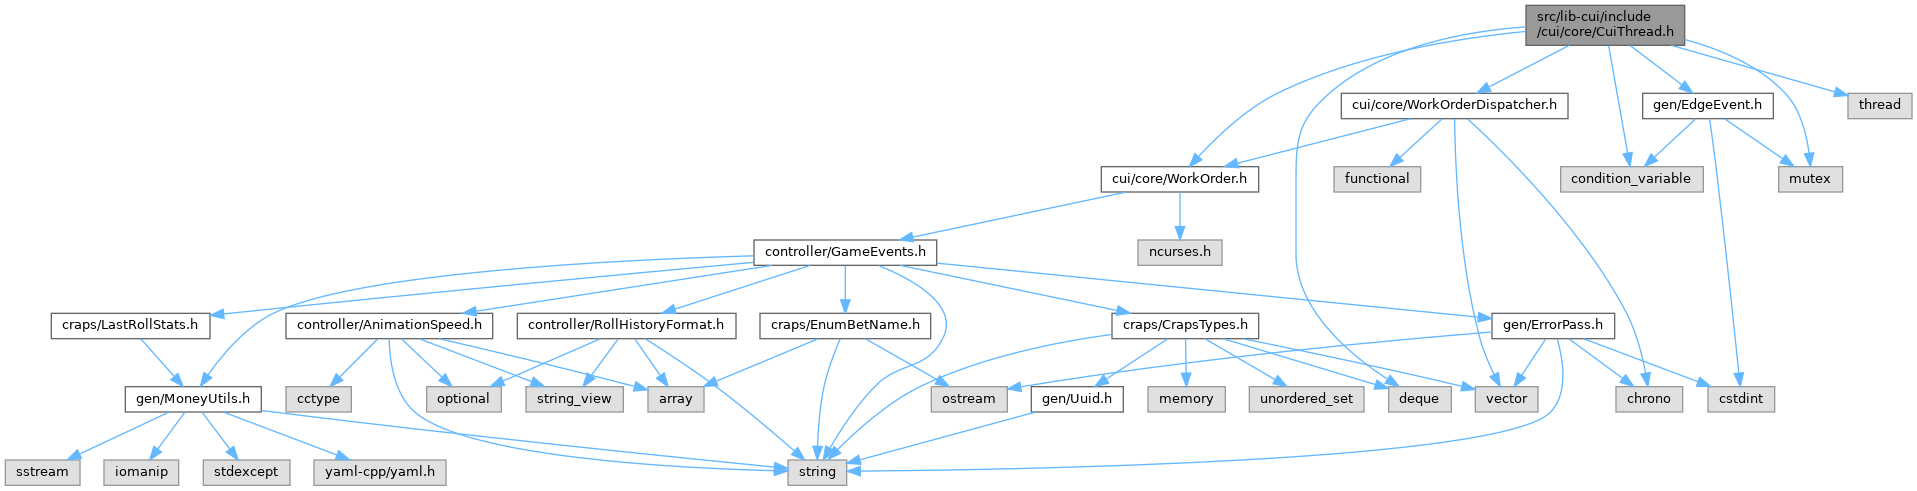 src/lib-cui/include
/cui/core/CuiThread.h
cui/core/WorkOrderDispatcher.h
gen/EdgeEvent.h
thread
cui/core/WorkOrder.h
functional
condition_variable
mutex
controller/GameEvents.h
ncurses.h
craps/LastRollStats.h
controller/AnimationSpeed.h
controller/RollHistoryFormat.h
craps/EnumBetName.h
craps/CrapsTypes.h
gen/ErrorPass.h
gen/MoneyUtils.h
cctype
optional
string_view
array
ostream
gen/Uuid.h
memory
unordered_set
deque
vector
chrono
cstdint
sstream
iomanip
stdexcept
yaml-cpp/yaml.h
string